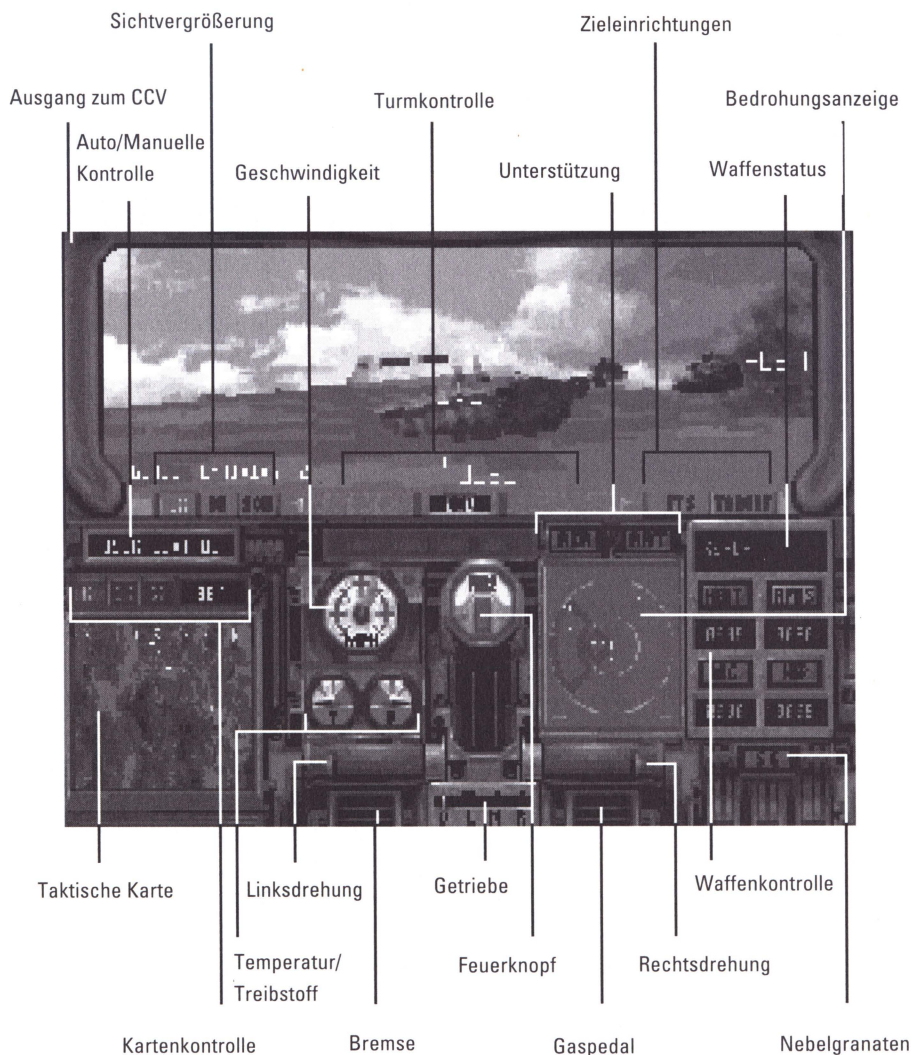 Sichtvergrößerung
Zieleinrichtungen
Ausgang zum CCV
Turmkontrolle
Bedrohungsanzeige
Auto/Manuelle
Kontrolle
Geschwindigkeit
Unterstützung
Waffenstatus
Taktische Karte
Linksdrehung
Getriebe
Waffenkontrolle
Temperatur/
Treibstoff
Feuerknopf
Rechtsdrehung
Kartenkontrolle
Bremse
Gaspedal
Nebelgranaten